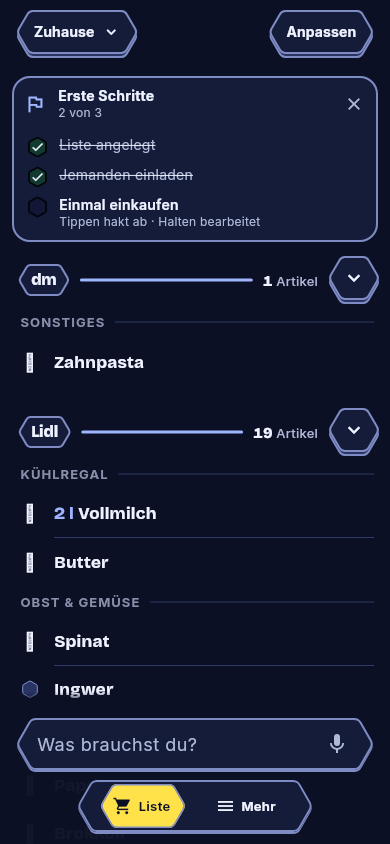 Zuhause
Anpassen
Erste Schritte
2 von 3
Liste angelegt
Jemanden einladen
Einmal einkaufen
Tippen hakt ab · Halten bearbeitet
dm
1 Artikel
SONSTIGES
Zahnpasta
Lidl
19 Artikel
KÜHLREGAL
2 l Vollmilch
Butter
OBST & GEMÜSE
Spinat
Ingwer
Was brauchst du?
Liste
Mehr